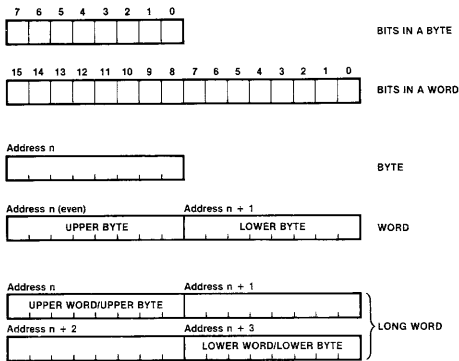 7 6 5 4 3 2 1 0
BITS IN A BYTE
15 14 13 12 11 10 9 8 7 6 5 4 3 2 1 0
BITS IN A WORD
Address n
BYTE
Address n (even) Address n + 1
UPPER BYTE LOWER BYTE WORD
Address n Address n + 1
UPPER WORD/UPPER BYTE
LONG WORD
Address n + 2 Address n + 3
LOWER WORD/LOWER BYTE